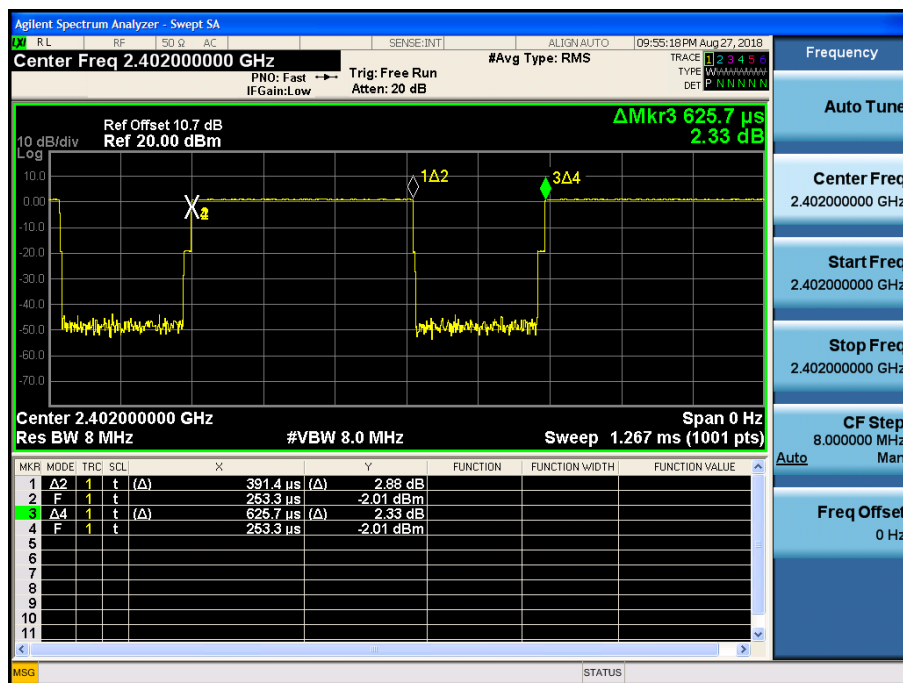 Agilent Spectrum Analyzer - Swept SA
LXI RL RF 50 Ω AC SENSE:INT ALIGN AUTO 09:55:18 PM Aug 27, 2018
Center Freq 2.402000000 GHz #Avg Type: RMS TRACE 1 2 3 4 5 6
PNO: Fast Trig: Free Run TYPE W
IFGain:Low Atten: 20 dB DET P N N N N N
Frequency
ΔMkr3 625.7 µs
2.33 dB
Ref Offset 10.7 dB
10 dB/div Ref 20.00 dBm
Log
10.0
0.00
-10.0
-20.0
-30.0
-40.0
-50.0
-60.0
-70.0
1Δ2
3Δ4
Center 2.402000000 GHz Span 0 Hz
Res BW 8 MHz #VBW 8.0 MHz Sweep 1.267 ms (1001 pts)
MKR MODE TRC SCL X Y FUNCTION FUNCTION WIDTH FUNCTION VALUE
1 Δ2 1 t (Δ) 391.4 µs (Δ) 2.88 dB
2 F 1 t 253.3 µs -2.01 dBm
3 Δ4 1 t (Δ) 625.7 µs (Δ) 2.33 dB
4 F 1 t 253.3 µs -2.01 dBm
5
6
7
8
9
10
11
MSG STATUS
Auto Tune
Center Freq
2.402000000 GHz
Start Freq
2.402000000 GHz
Stop Freq
2.402000000 GHz
CF Step
8.000000 MHz
Auto Man
Freq Offset
0 Hz